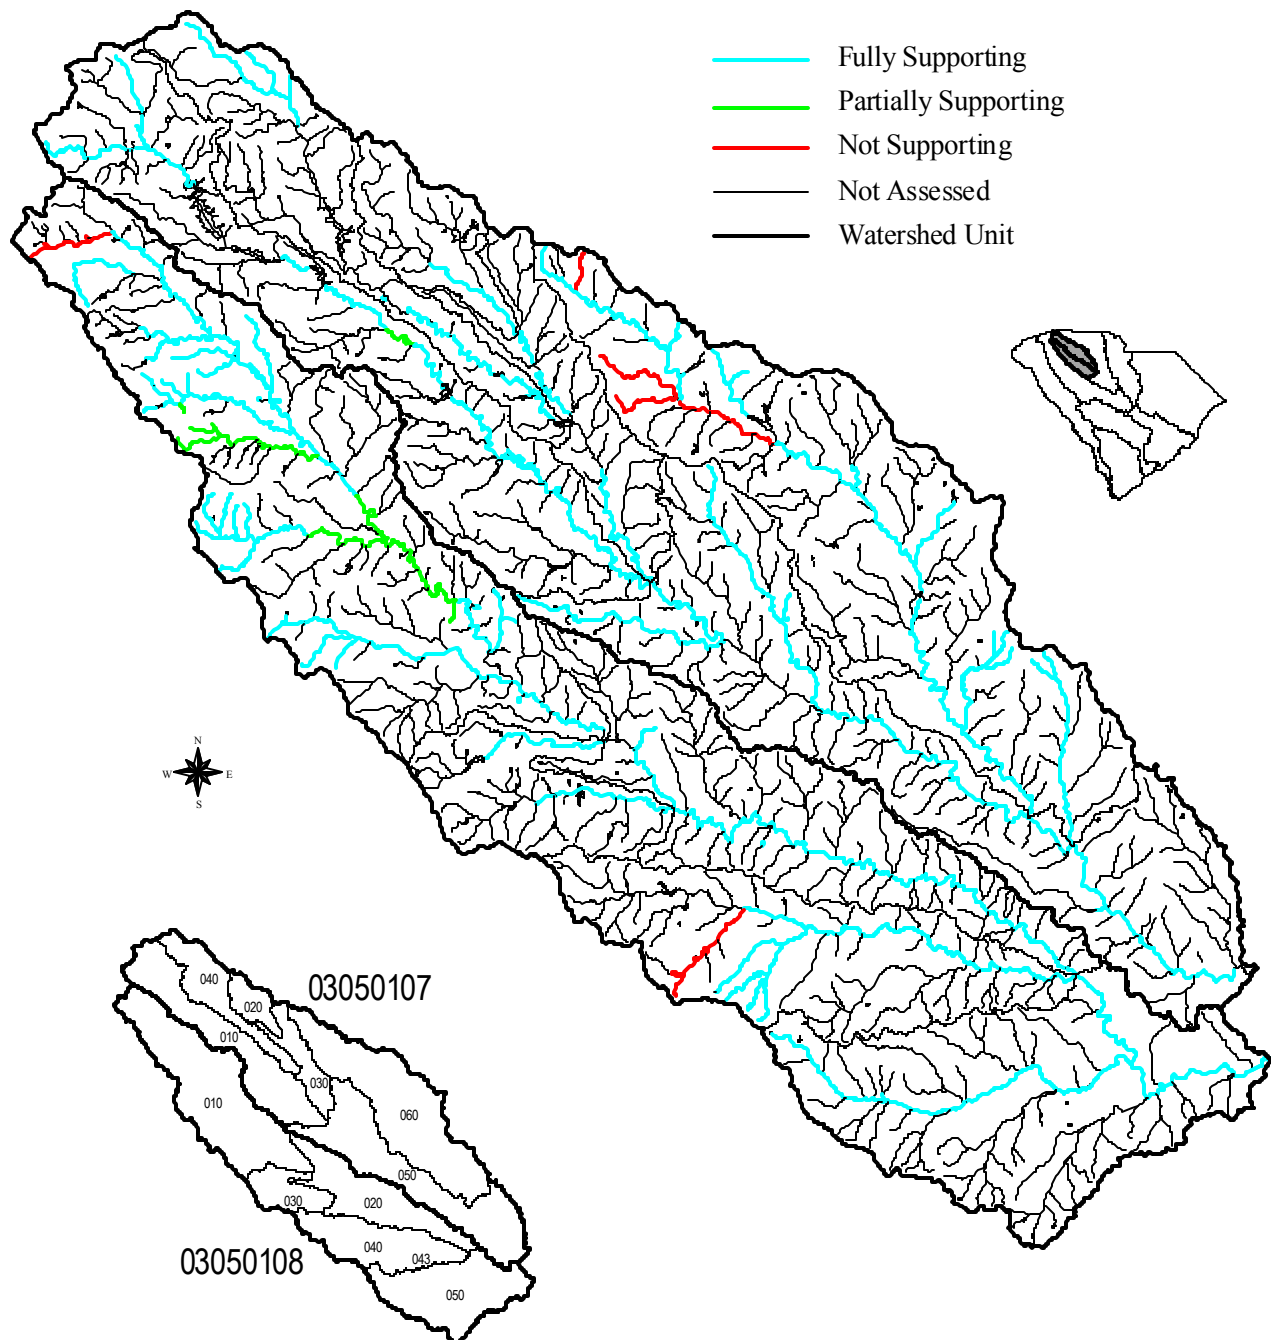 Fully Supporting
Partially Supporting
Not Supporting
Not Assessed
Watershed Unit
N
W E
S
03050107
040
020
010
030
010
060
050
030
020
040
043
050
03050108